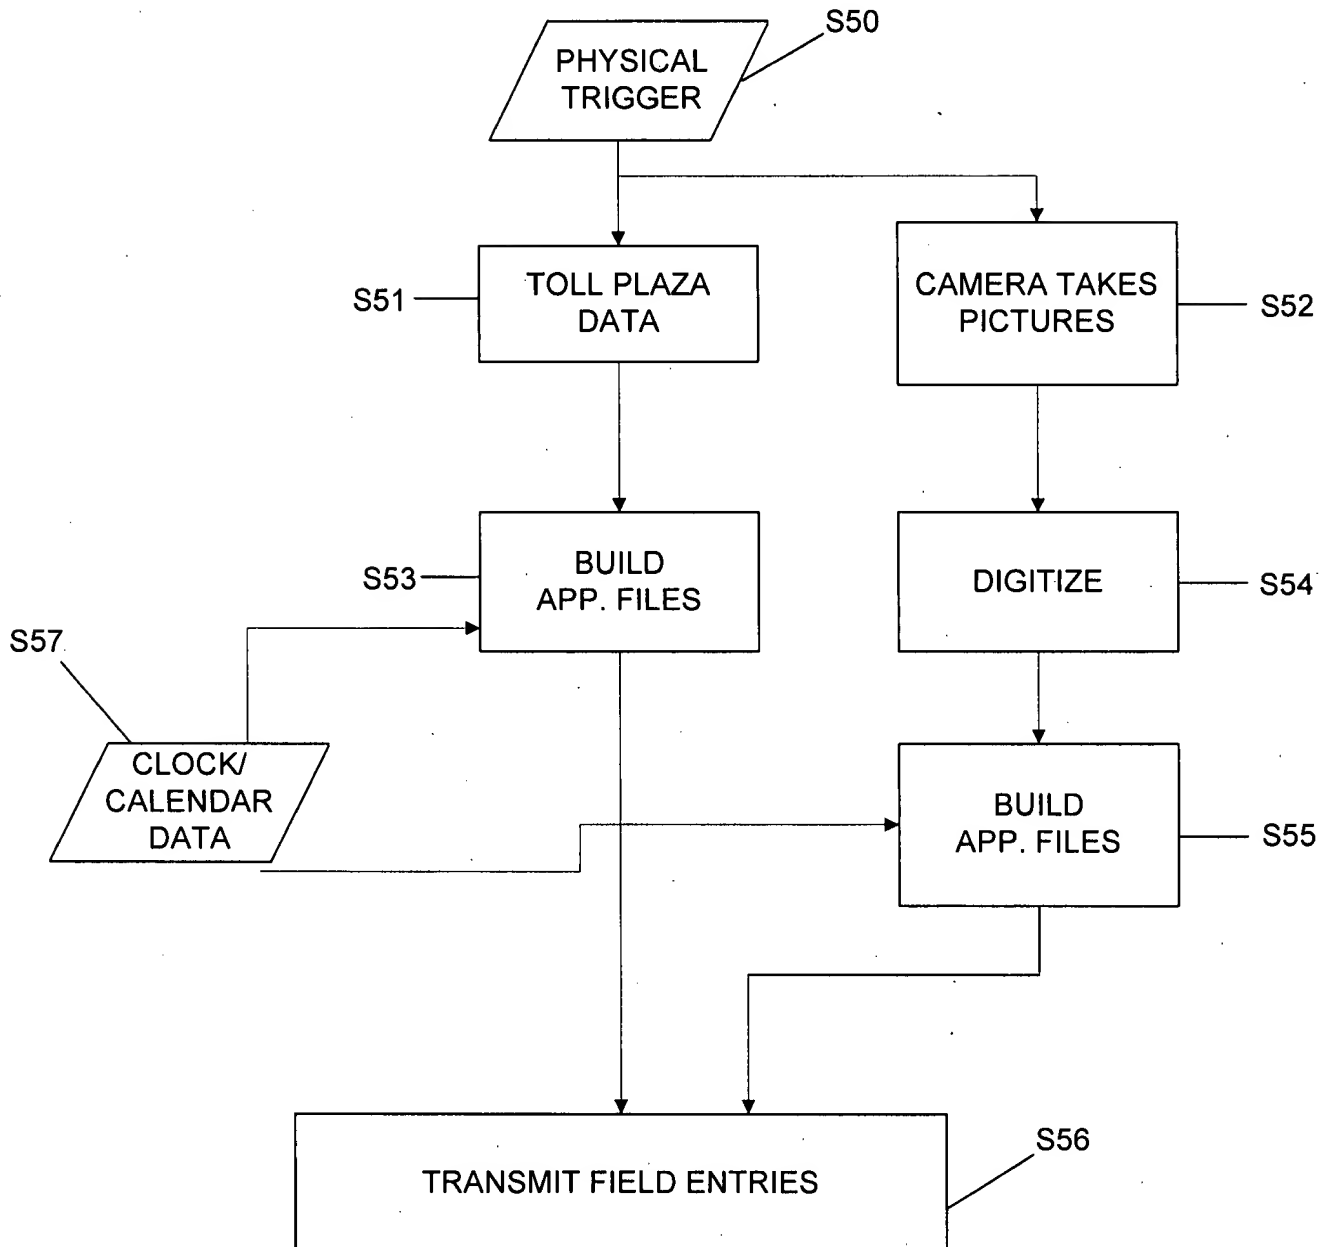 S50
PHYSICAL
TRIGGER
TOLL PLAZA
DATA
S51
CAMERA TAKES
PICTURES
S52
BUILD
APP. FILES
S53
DIGITIZE
S54
S57
CLOCK/
CALENDAR
DATA
BUILD
APP. FILES
S55
S56
TRANSMIT FIELD ENTRIES